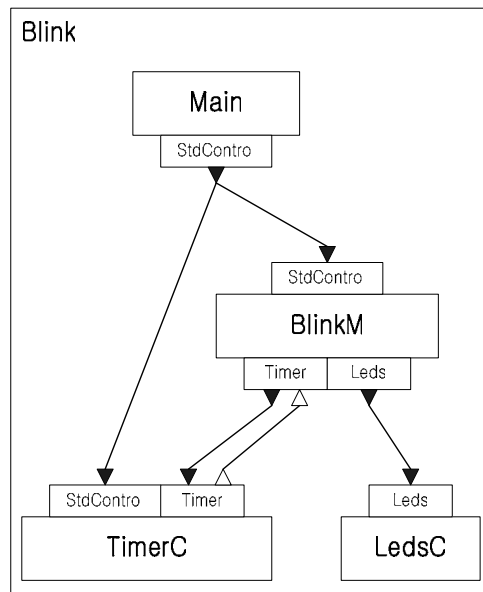 Blink
Main
StdContro
StdContro
BlinkM
Timer Leds
StdContro Timer Leds
TimerC LedsC